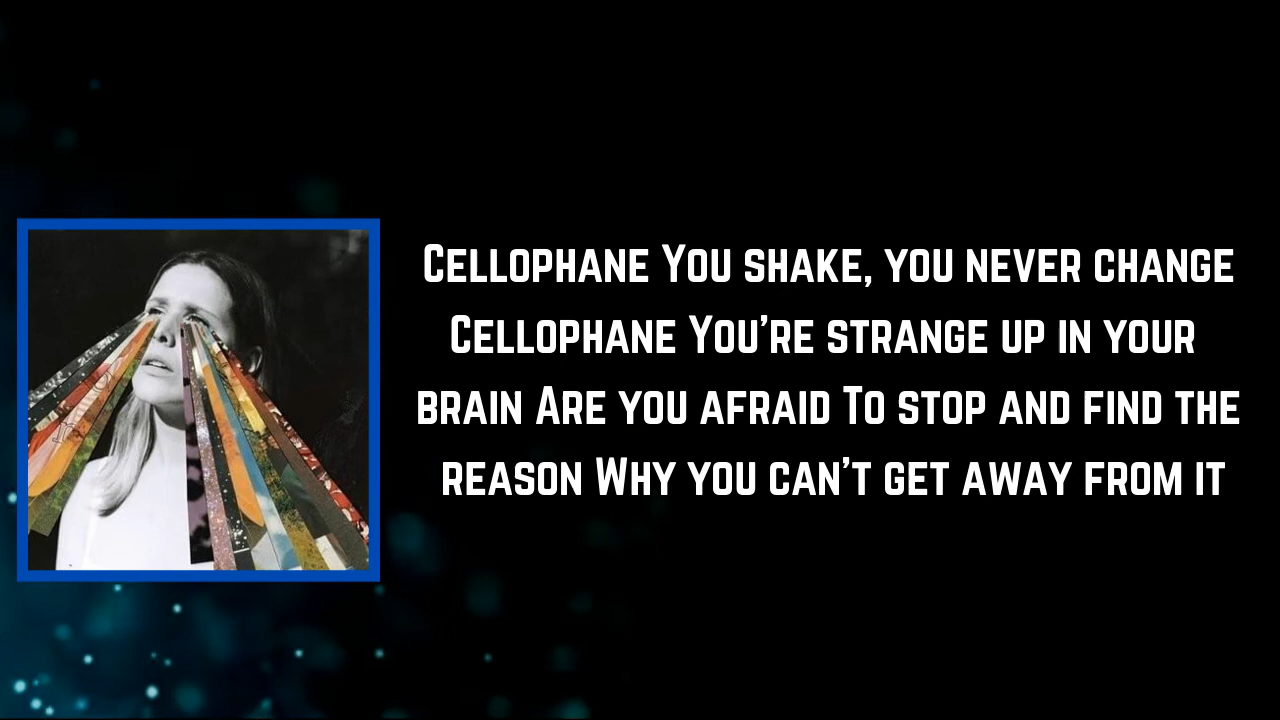 Cellophane You shake, you never change
Cellophane You're strange up in your
brain Are you afraid To stop and find the
reason Why you can't get away from it